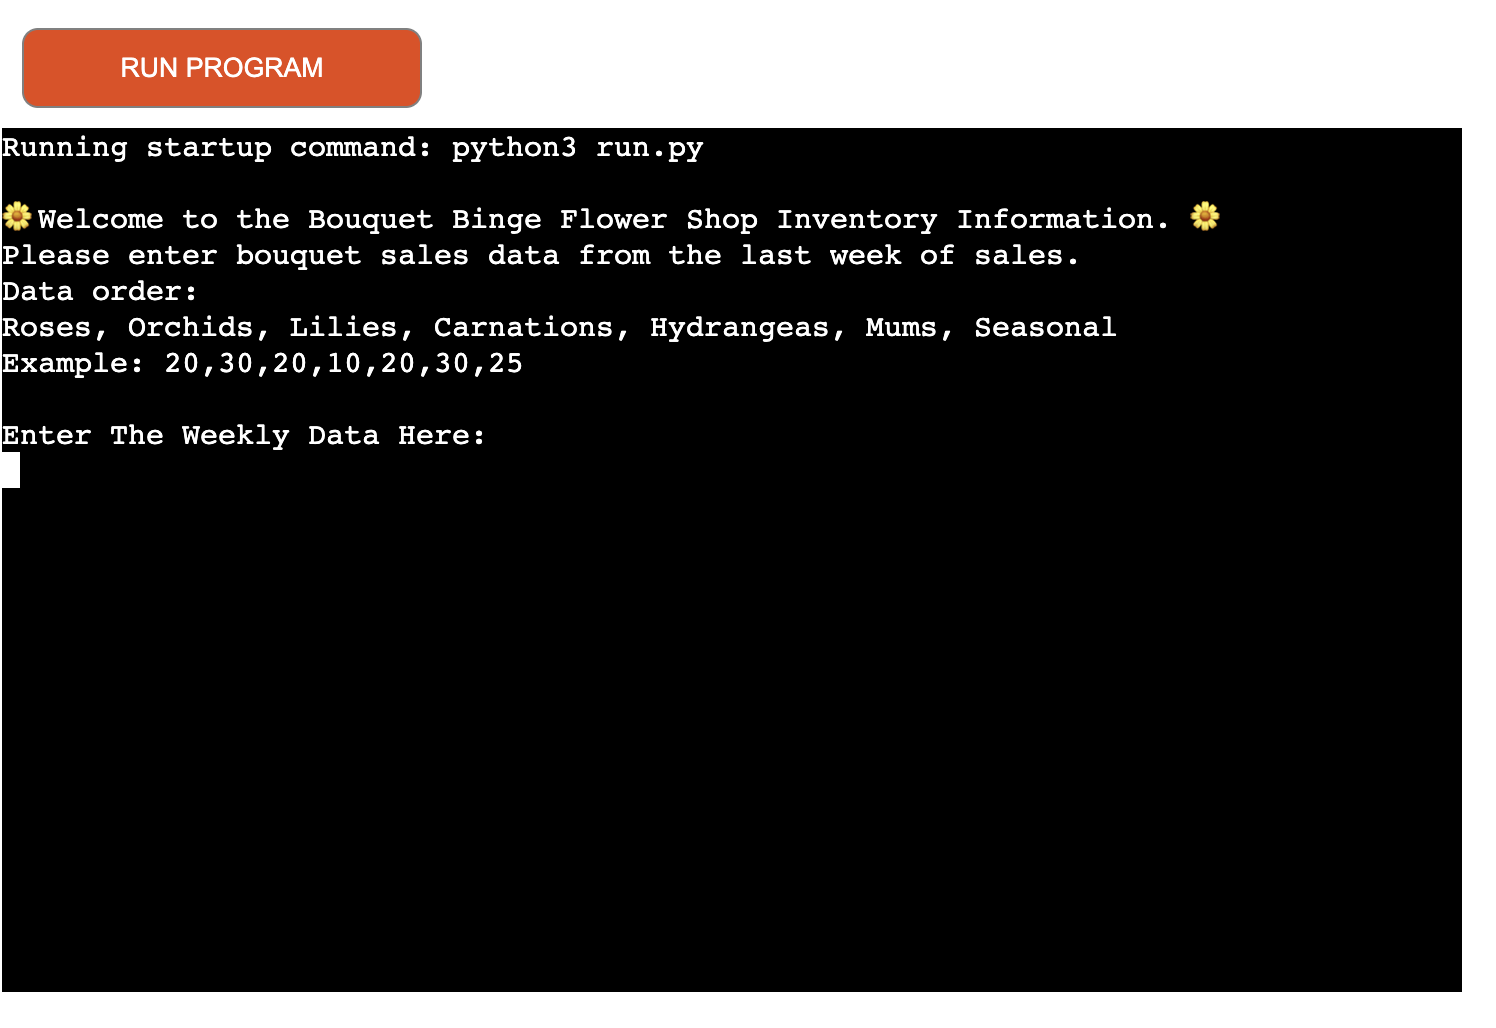 RUN PROGRAM
Running startup command: python3 run.py
🌼Welcome to the Bouquet Binge Flower Shop Inventory Information. 🌼
Please enter bouquet sales data from the last week of sales.
Data order:
Roses, Orchids, Lilies, Carnations, Hydrangeas, Mums, Seasonal
Example: 20,30,20,10,20,30,25
Enter The Weekly Data Here: